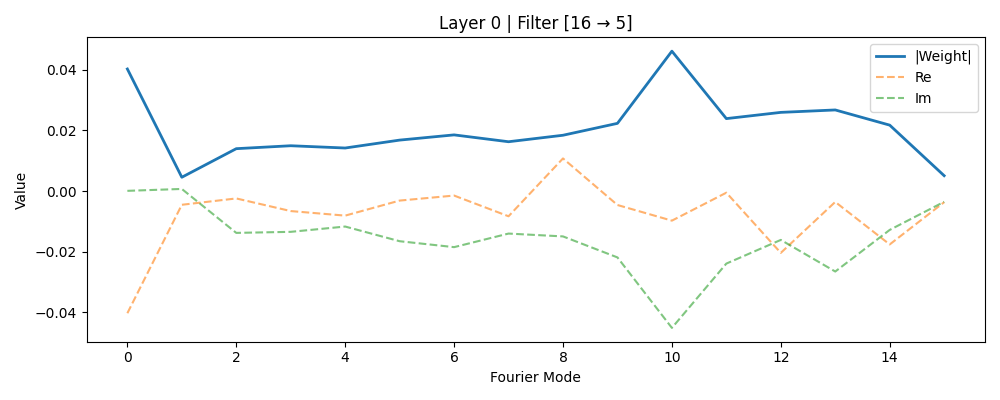 Layer 0 | Filter [16 → 5]
|Weight|
Re
Im
Value
0.04
0.02
0.00
−0.02
−0.04
0 2 4 6 8 10 12 14
Fourier Mode